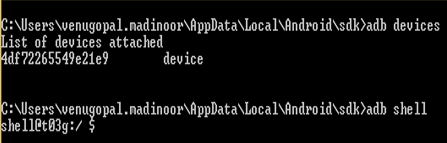 C:\Users\venugopal.madinoor\AppData\Local\Android\sdk>adb devices
List of devices attached
4df72265549e21e9        device
C:\Users\venugopal.madinoor\AppData\Local\Android\sdk>adb shell
shell@t03g:/ $